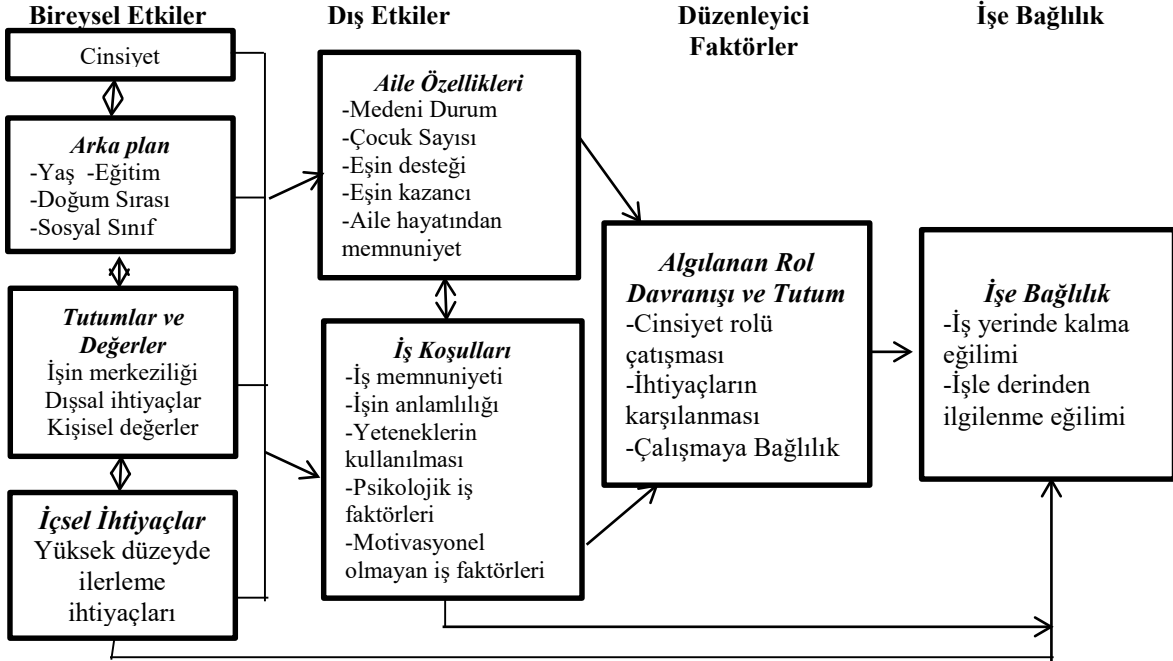 Bireysel Etkiler
Cinsiyet
Arka plan
-Yaş -Eğitim
-Doğum Sırası
-Sosyal Sınıf
Tutumlar ve
Değerler
İşin merkeziliği
Dışsal ihtiyaçlar
Kişisel değerler
İçsel İhtiyaçlar
Yüksek düzeyde
ilerleme
ihtiyaçları
Dış Etkiler
Aile Özellikleri
-Medeni Durum
-Çocuk Sayısı
-Eşin desteği
-Eşin kazancı
-Aile hayatından
memnuniyet
İş Koşulları
-İş memnuniyeti
-İşin anlamlılığı
-Yeteneklerin
kullanılması
-Psikolojik iş
faktörleri
-Motivasyonel
olmayan iş faktörleri
Düzenleyici
Faktörler
Algılanan Rol
Davranışı ve Tutum
-Cinsiyet rolü
çatışması
-İhtiyaçların
karşılanması
-Çalışmaya Bağlılık
İşe Bağlılık
İşe Bağlılık
-İş yerinde kalma
eğilimi
-İşle derinden
ilgilenme eğilimi